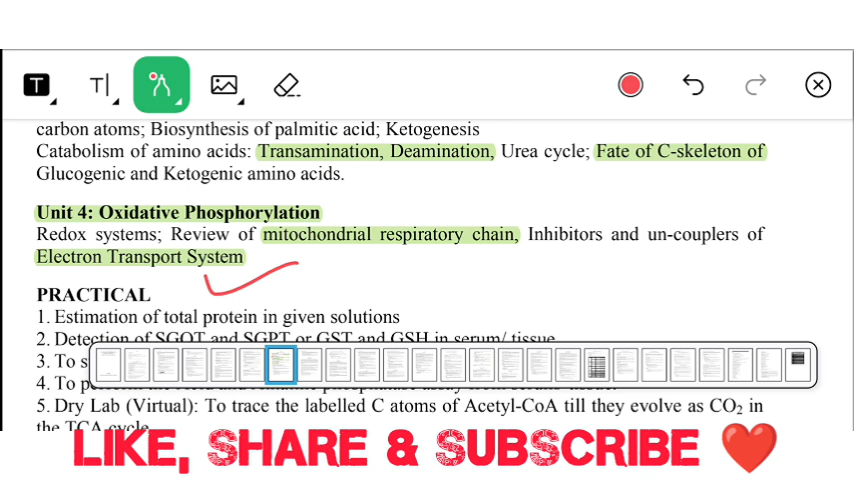 T T
carbon atoms; Biosynthesis of palmitic acid; Ketogenesis
Catabolism of amino acids: Transamination, Deamination, Urea cycle; Fate of C-skeleton of
Glucogenic and Ketogenic amino acids.
Unit 4: Oxidative Phosphorylation
Redox systems; Review of mitochondrial respiratory chain, Inhibitors and un-couplers of
Electron Transport System
PRACTICAL
1. Estimation of total protein in given solutions
2. Detection of SGOT and SGPT or GST and GSH in serum/ tissue
3. To s
4. To
5. Dry Lab (Virtual): To trace the labelled C atoms of Acetyl-CoA till they evolve as CO₂ in
the TCA cycle
LIKE, SHARE & SUBSCRIBE ❤️